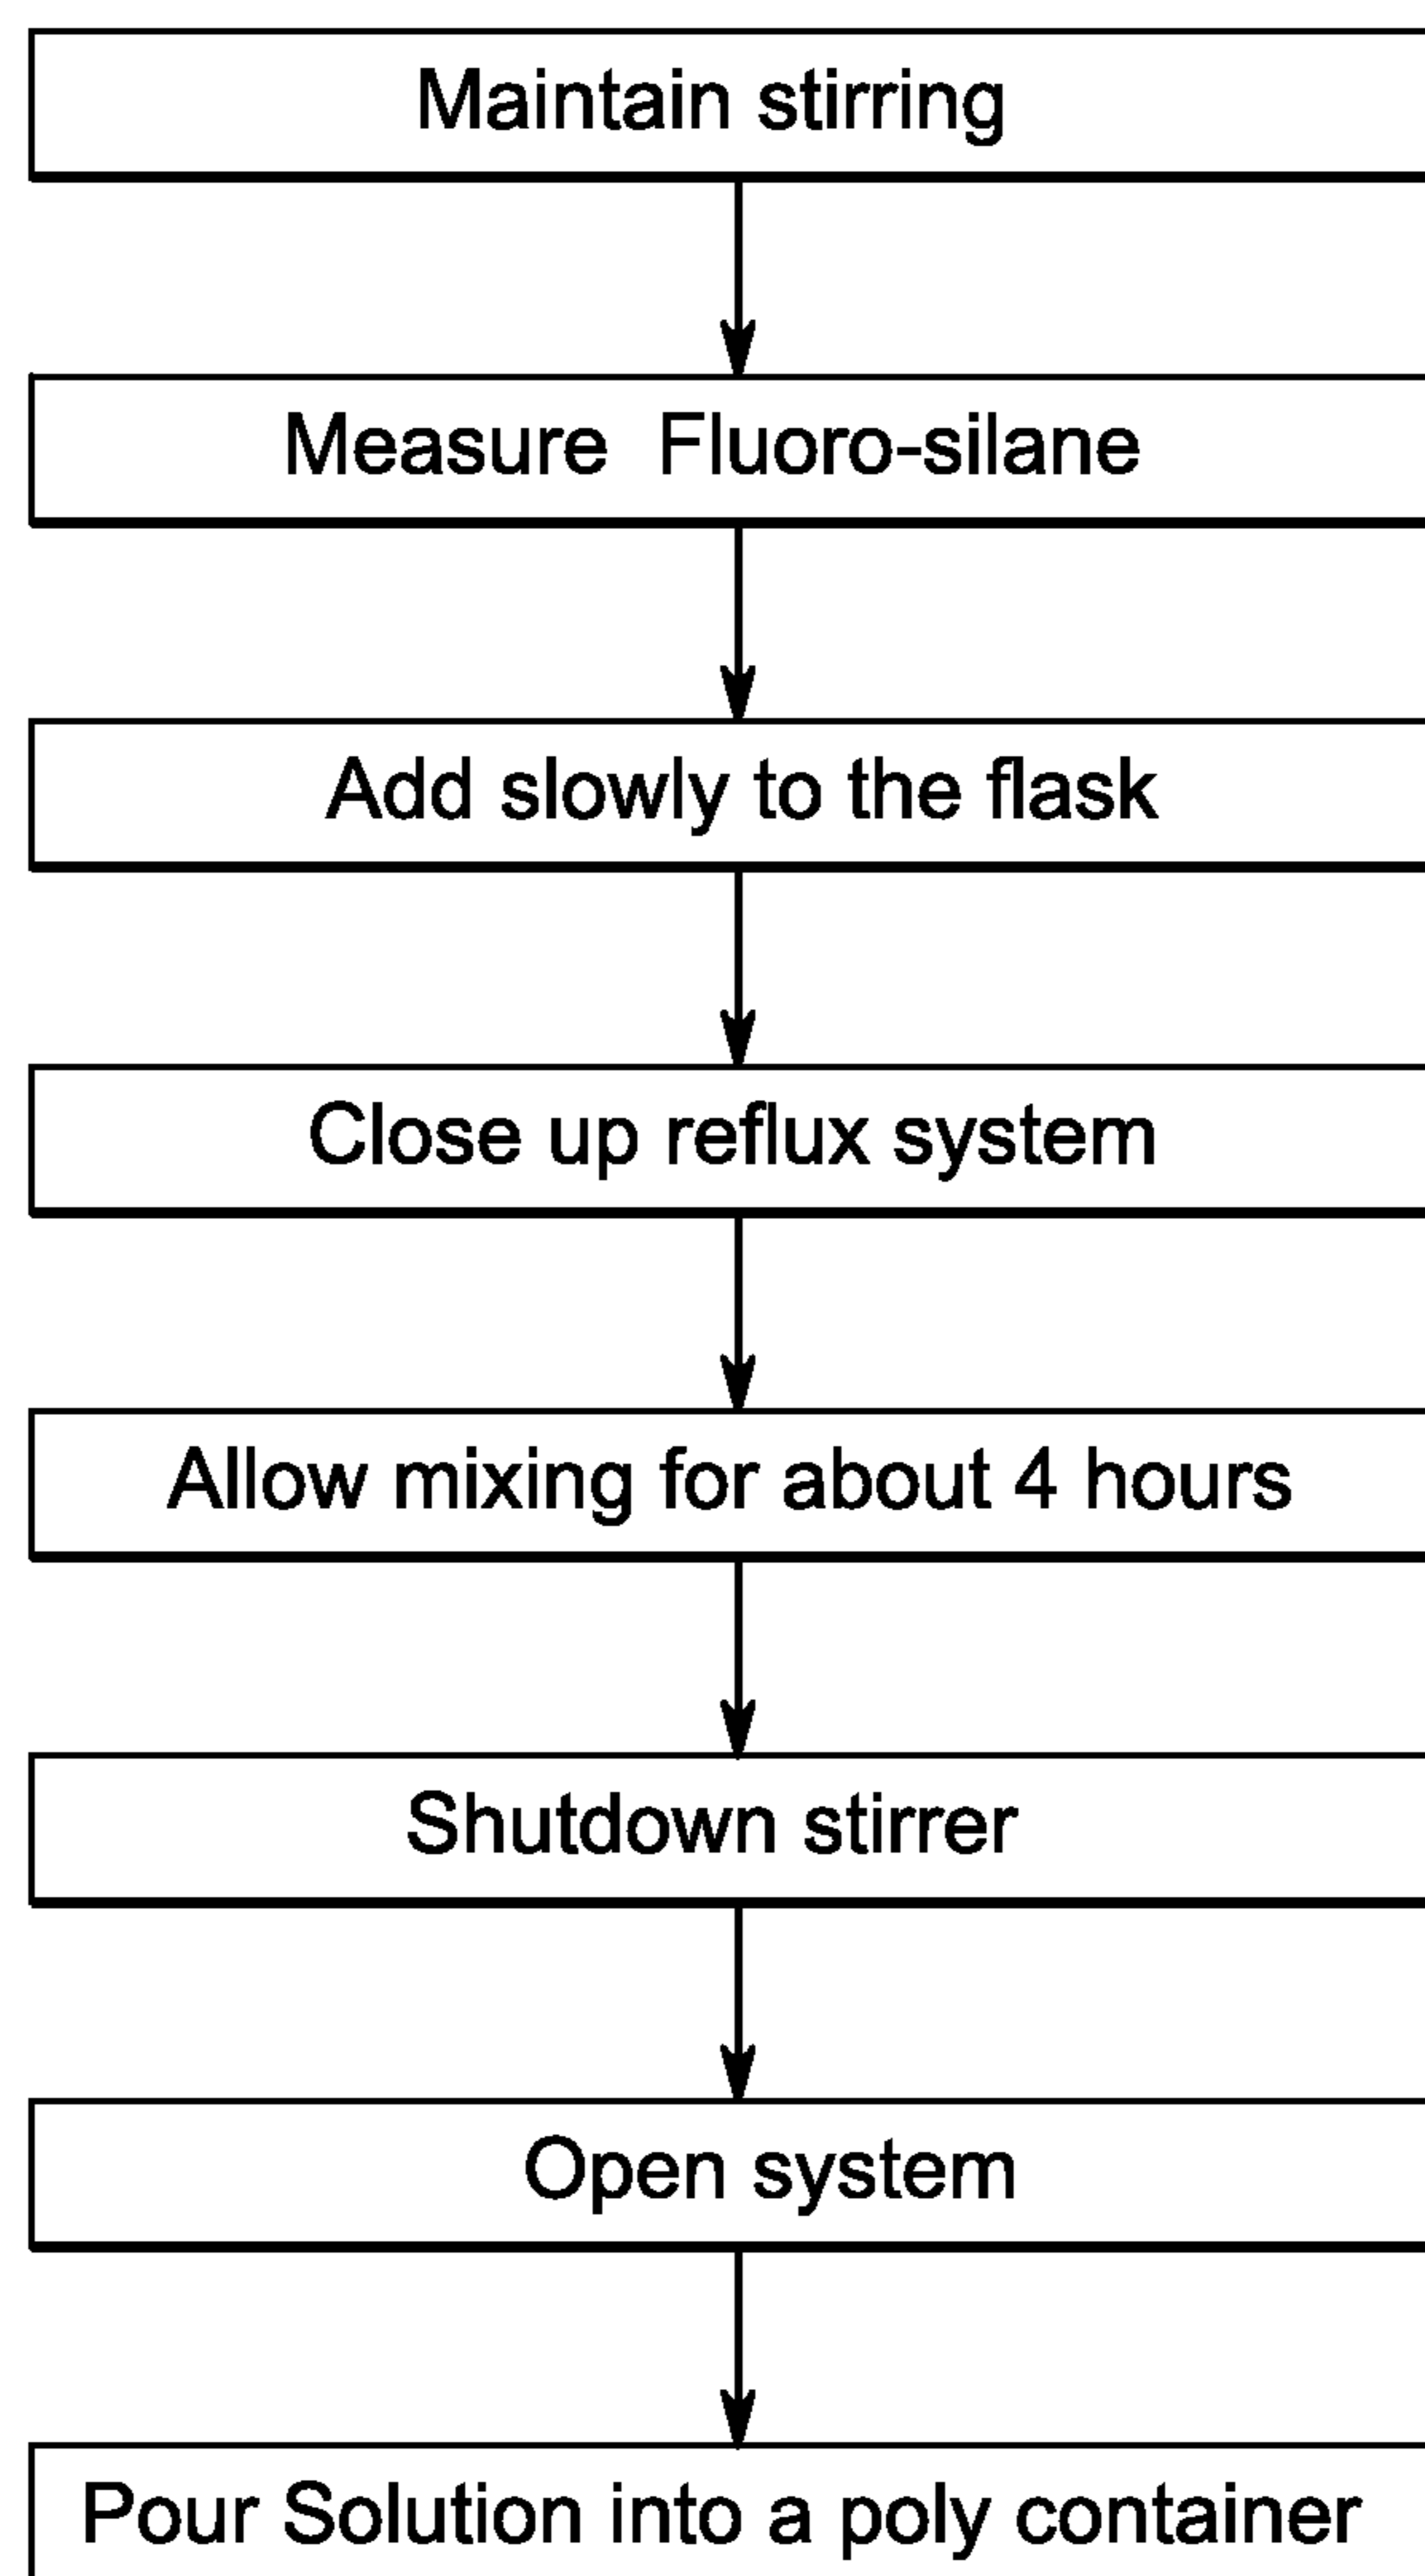 Maintain stirring
Measure Fluoro-silane
Add slowly to the flask
Close up reflux system
Allow mixing for about 4 hours
Shutdown stirrer
Open system
Pour Solution into a poly container